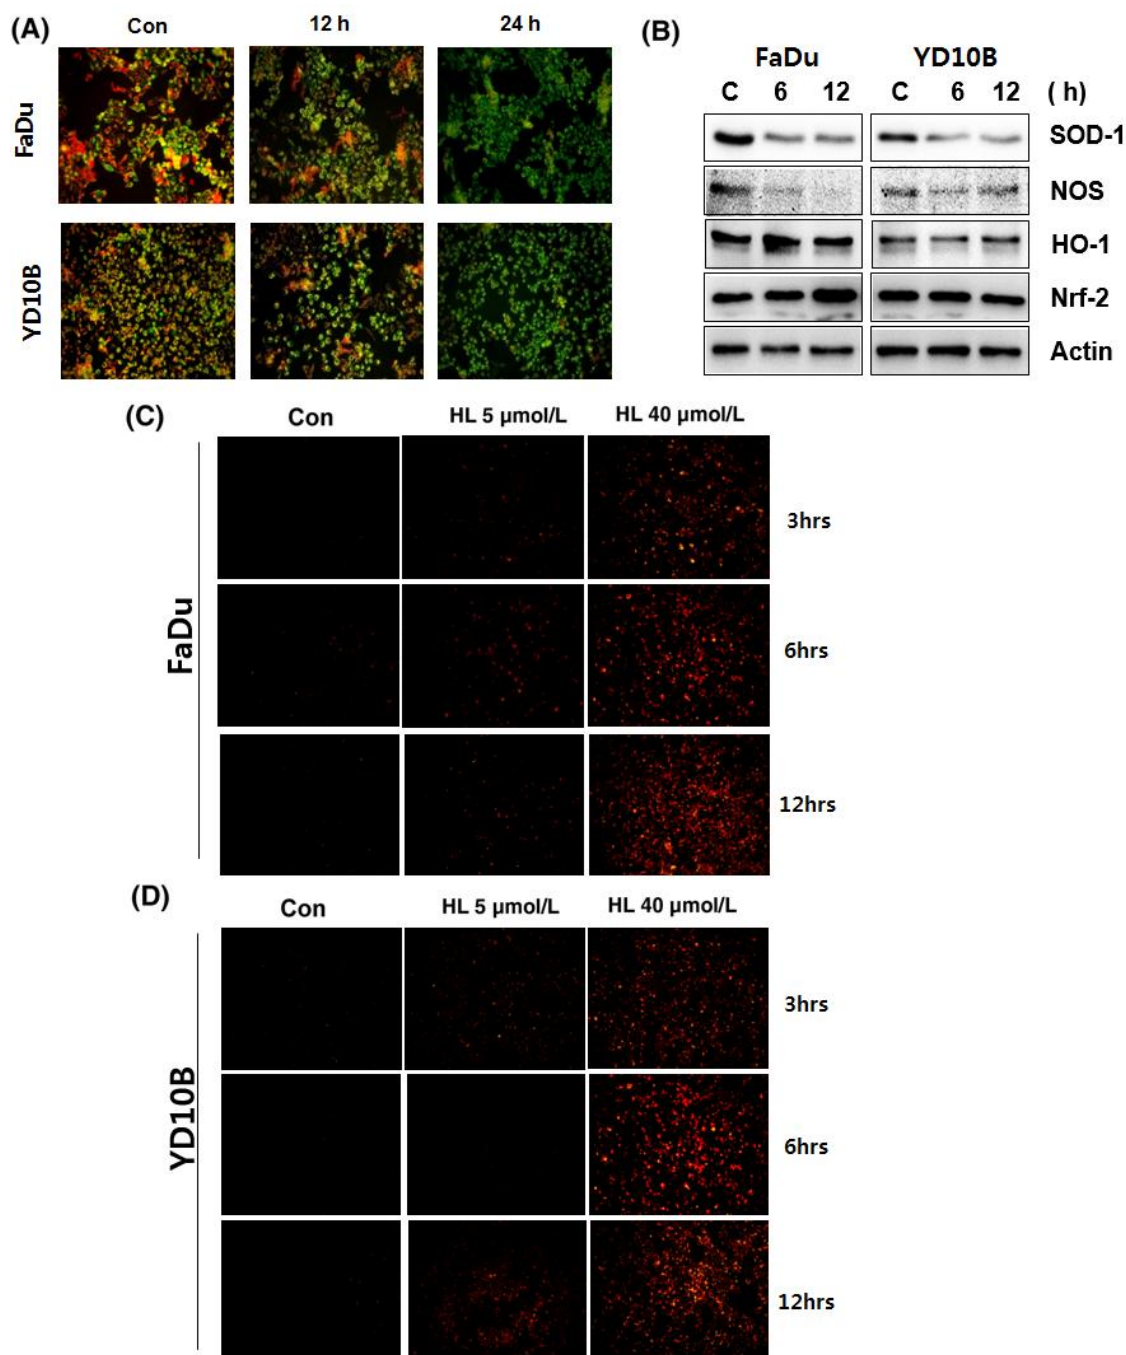 (A)
Con 12 h 24 h
FaDu
YD10B
(B)
FaDu YD10B
C 6 12 C 6 12 ( h)
SOD-1
NOS
HO-1
Nrf-2
Actin
(C)
Con HL 5 µmol/L HL 40 µmol/L
FaDu
3hrs
6hrs
12hrs
(D)
Con HL 5 µmol/L HL 40 µmol/L
YD10B
3hrs
6hrs
12hrs